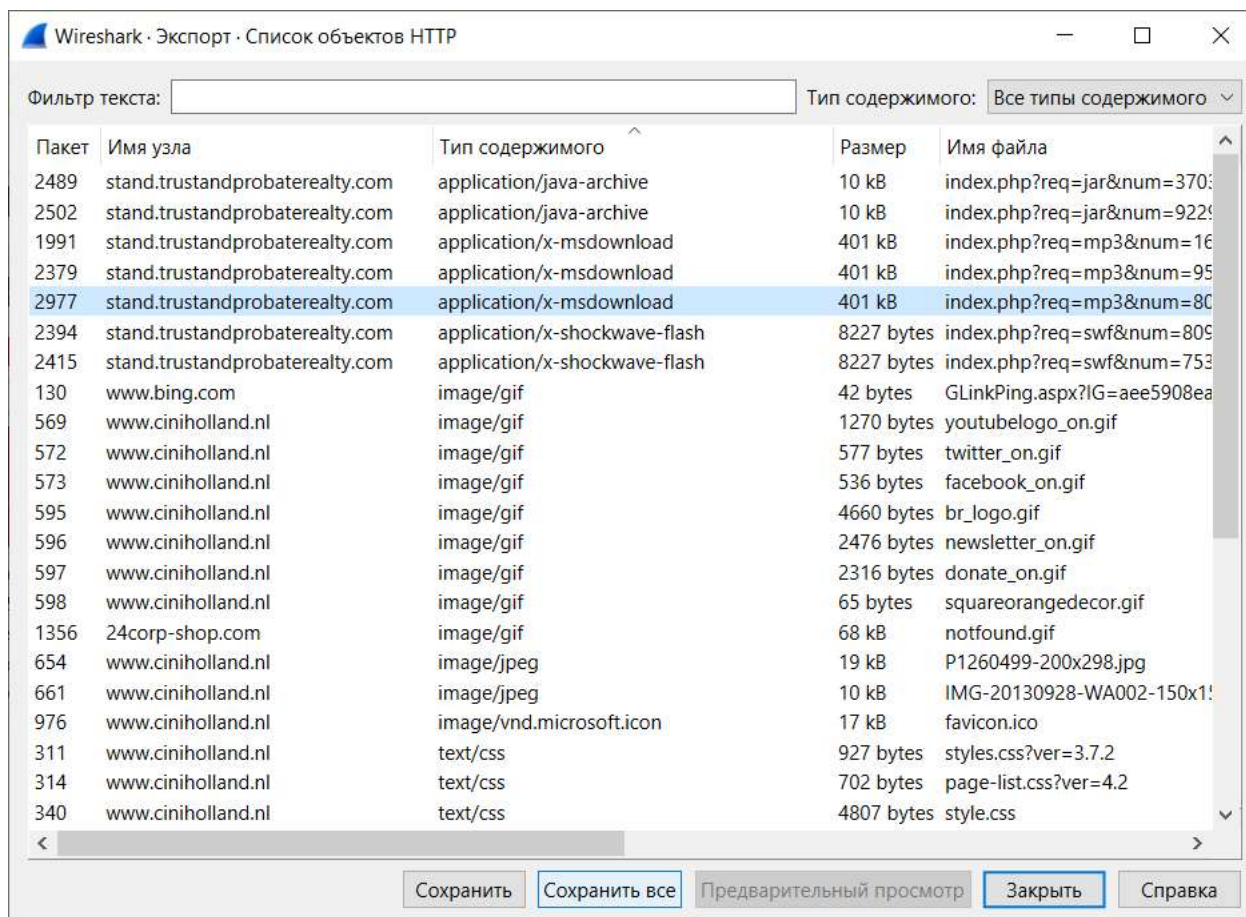 Wireshark · Экспорт · Список объектов HTTP
Фильтр текста: Тип содержимого: Все типы содержимого
Пакет Имя узла Тип содержимого Размер Имя файла
2489 stand.trustandprobaterealty.com application/java-archive 10 kB index.php?req=jar&num=3703
2502 stand.trustandprobaterealty.com application/java-archive 10 kB index.php?req=jar&num=9229
1991 stand.trustandprobaterealty.com application/x-msdownload 401 kB index.php?req=mp3&num=16
2379 stand.trustandprobaterealty.com application/x-msdownload 401 kB index.php?req=mp3&num=95
2977 stand.trustandprobaterealty.com application/x-msdownload 401 kB index.php?req=mp3&num=80
2394 stand.trustandprobaterealty.com application/x-shockwave-flash 8227 bytes index.php?req=swf&num=809
2415 stand.trustandprobaterealty.com application/x-shockwave-flash 8227 bytes index.php?req=swf&num=753
130 www.bing.com image/gif 42 bytes GLinkPing.aspx?IG=aee5908ea
569 www.ciniholland.nl image/gif 1270 bytes youtubelogo_on.gif
572 www.ciniholland.nl image/gif 577 bytes twitter_on.gif
573 www.ciniholland.nl image/gif 536 bytes facebook_on.gif
595 www.ciniholland.nl image/gif 4660 bytes br_logo.gif
596 www.ciniholland.nl image/gif 2476 bytes newsletter_on.gif
597 www.ciniholland.nl image/gif 2316 bytes donate_on.gif
598 www.ciniholland.nl image/gif 65 bytes squareorangedecor.gif
1356 24corp-shop.com image/gif 68 kB notfound.gif
654 www.ciniholland.nl image/jpeg 19 kB P1260499-200x298.jpg
661 www.ciniholland.nl image/jpeg 10 kB IMG-20130928-WA002-150x15
976 www.ciniholland.nl image/vnd.microsoft.icon 17 kB favicon.ico
311 www.ciniholland.nl text/css 927 bytes styles.css?ver=3.7.2
314 www.ciniholland.nl text/css 702 bytes page-list.css?ver=4.2
340 www.ciniholland.nl text/css 4807 bytes style.css
Сохранить Сохранить все Предварительный просмотр Закрыть Справка